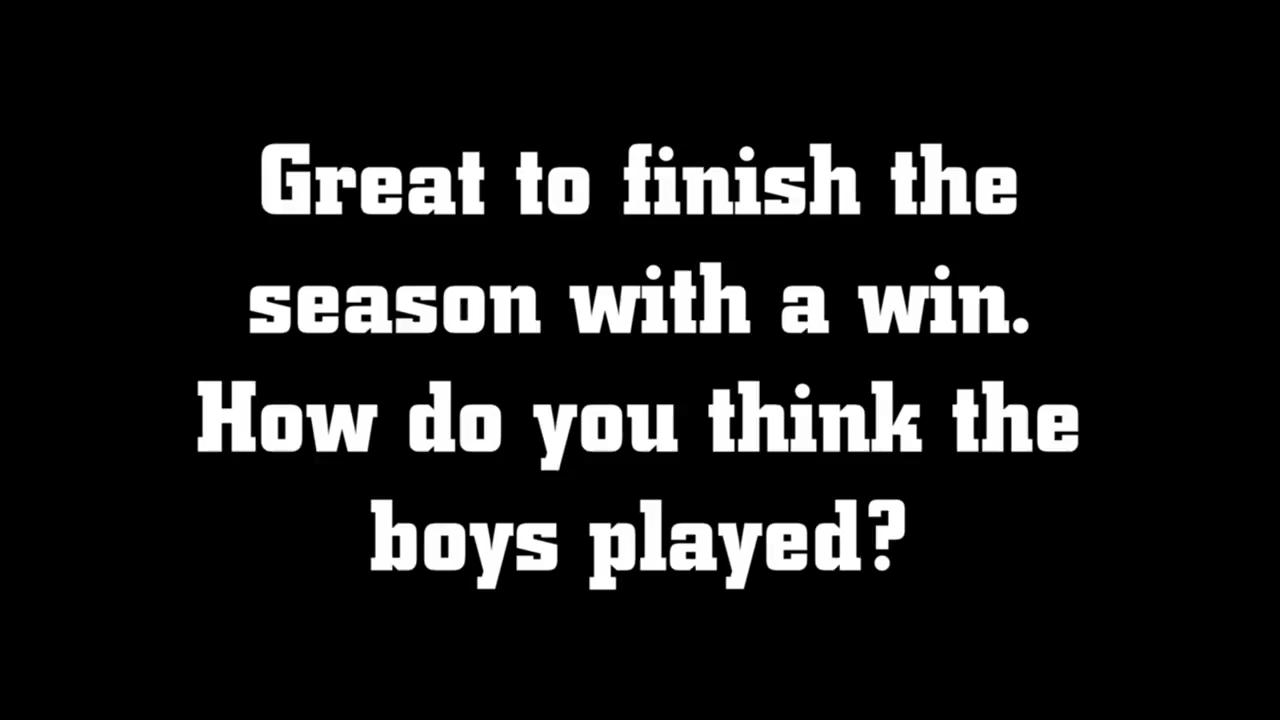 Great to finish the
season with a win.
How do you think the
boys played?